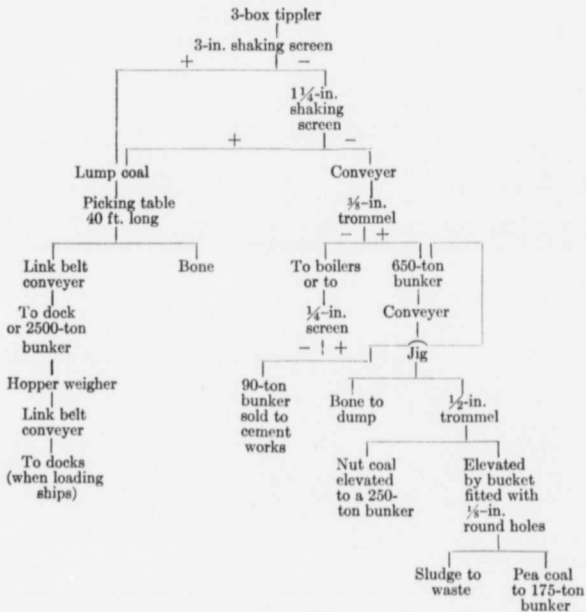 3-box tippler
3-in. shaking screen
+ −
1¼-in.
shaking
screen
+ −
Lump coal
Conveyer
Picking table
40 ft. long
⅜-in.
trommel
− +
Link belt
conveyer
Bone
To boilers
or to
650-ton
bunker
To dock
or 2500-ton
bunker
¼-in.
screen
Conveyer
− +
Jig
Hopper weigher
90-ton
bunker
sold to
cement
works
Bone to
dump
½-in.
trommel
Link belt
conveyer
To docks
(when loading
ships)
Nut coal
elevated
to a 250-
ton bunker
Elevated
by bucket
fitted with
⅛-in.
round holes
Sludge to
waste
Pea coal
to 175-ton
bunker